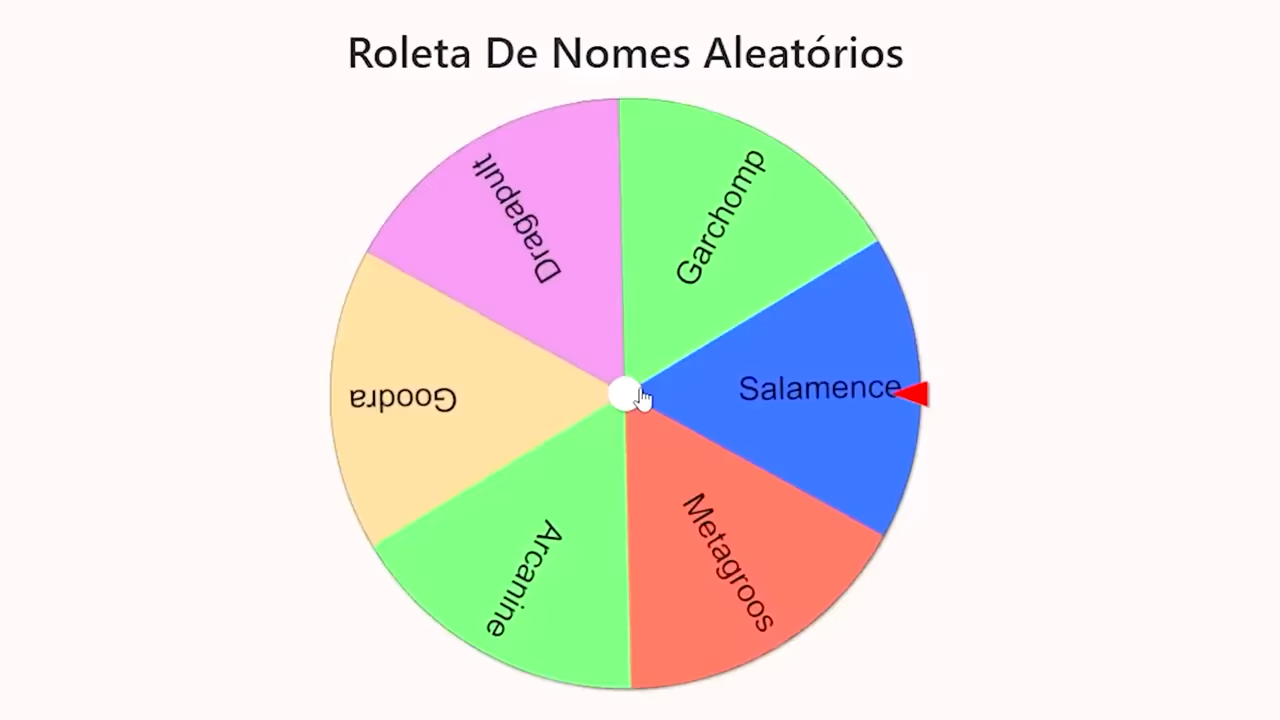 Roleta De Nomes Aleatórios
Dragapult
Garchomp
Goodra
Salamence
Arcanine
Metagroos